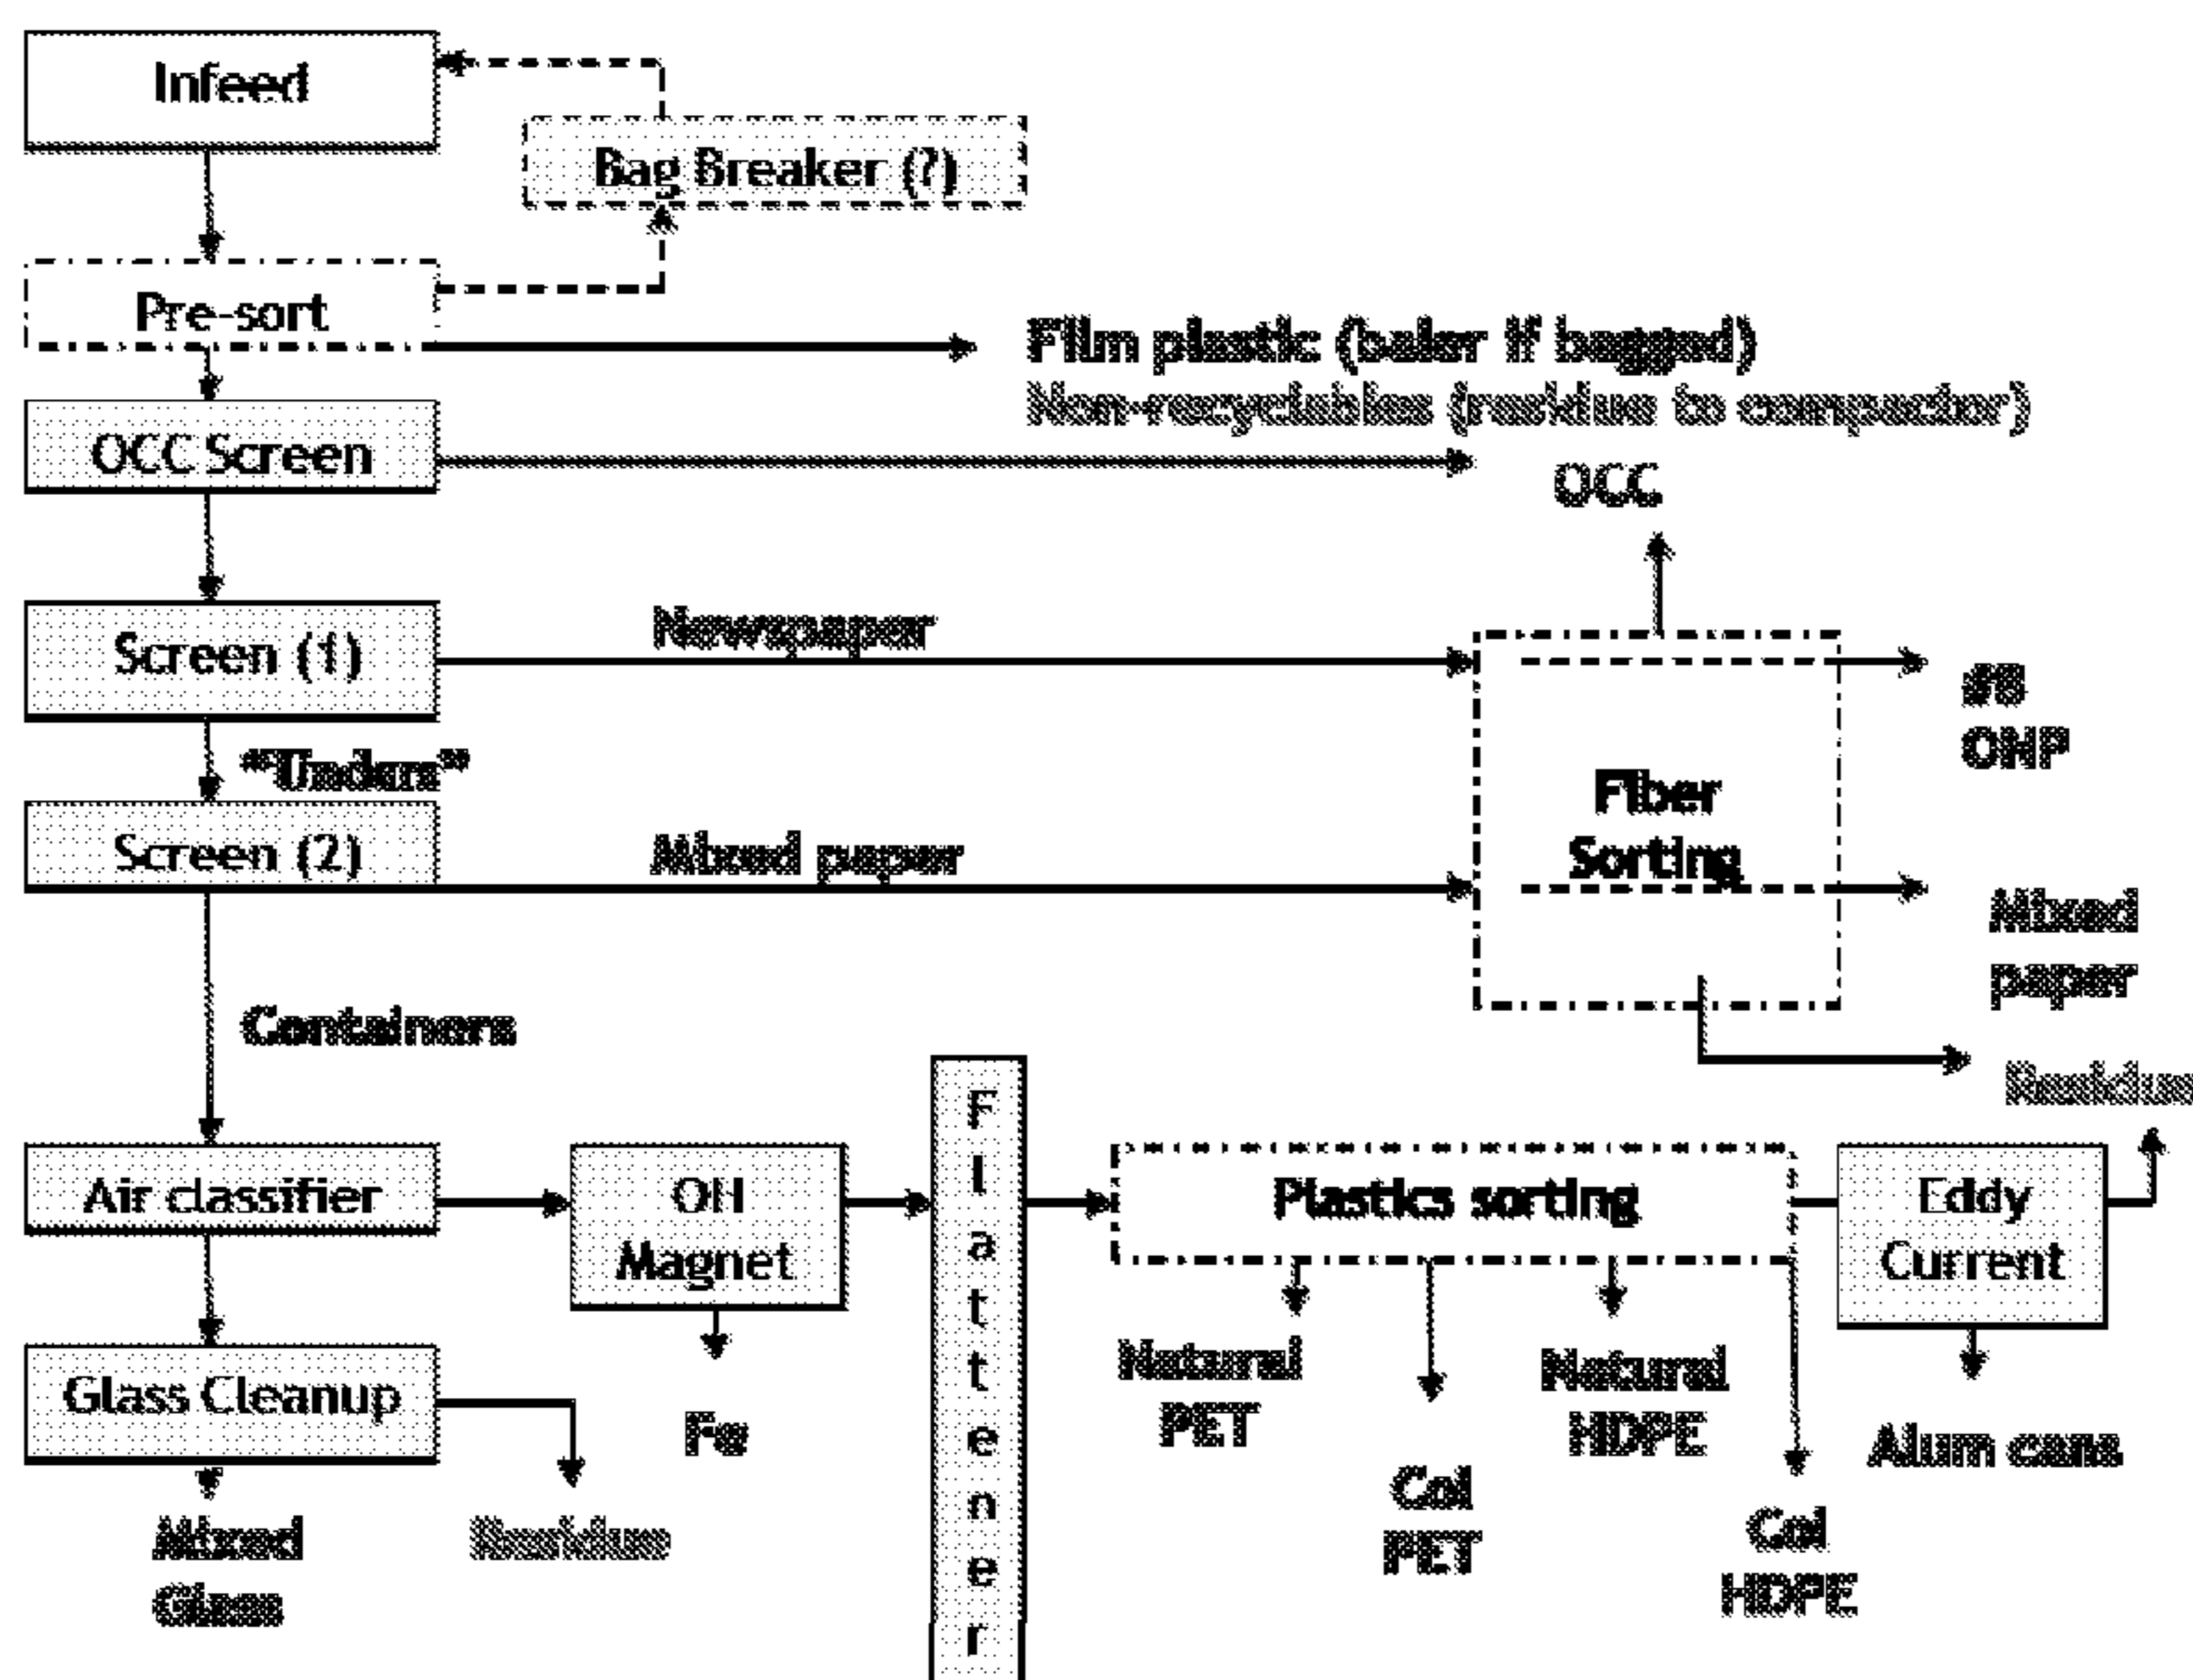 Infeed
Bag Breaker (?)
Pre-sort
Film plastic (baler if bagged)
Non-recyclables (residue to compactor)
OCC Screen
OCC
Screen (1)
Newspaper
#8
ONP
"Unders"
Fiber
Sorting
Screen (2)
Mixed paper
Mixed
paper
Containers
Residue
Flattener
Air classifier
OH
Magnet
Plastics sorting
Eddy
Current
Glass Cleanup
Fe
Natural
PET
Natural
HDPE
Alum cans
Col
PET
Col
HDPE
Mixed
Glass
Residue